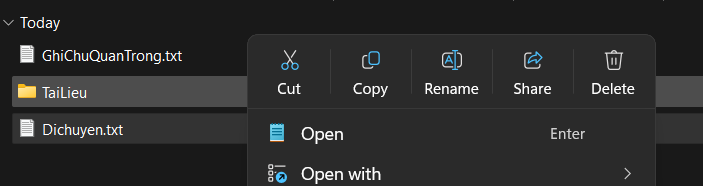 Today
GhiChuQuanTrong.txt
TaiLieu
Dichuyen.txt
Cut Copy Rename Share Delete
Open Enter
Open with